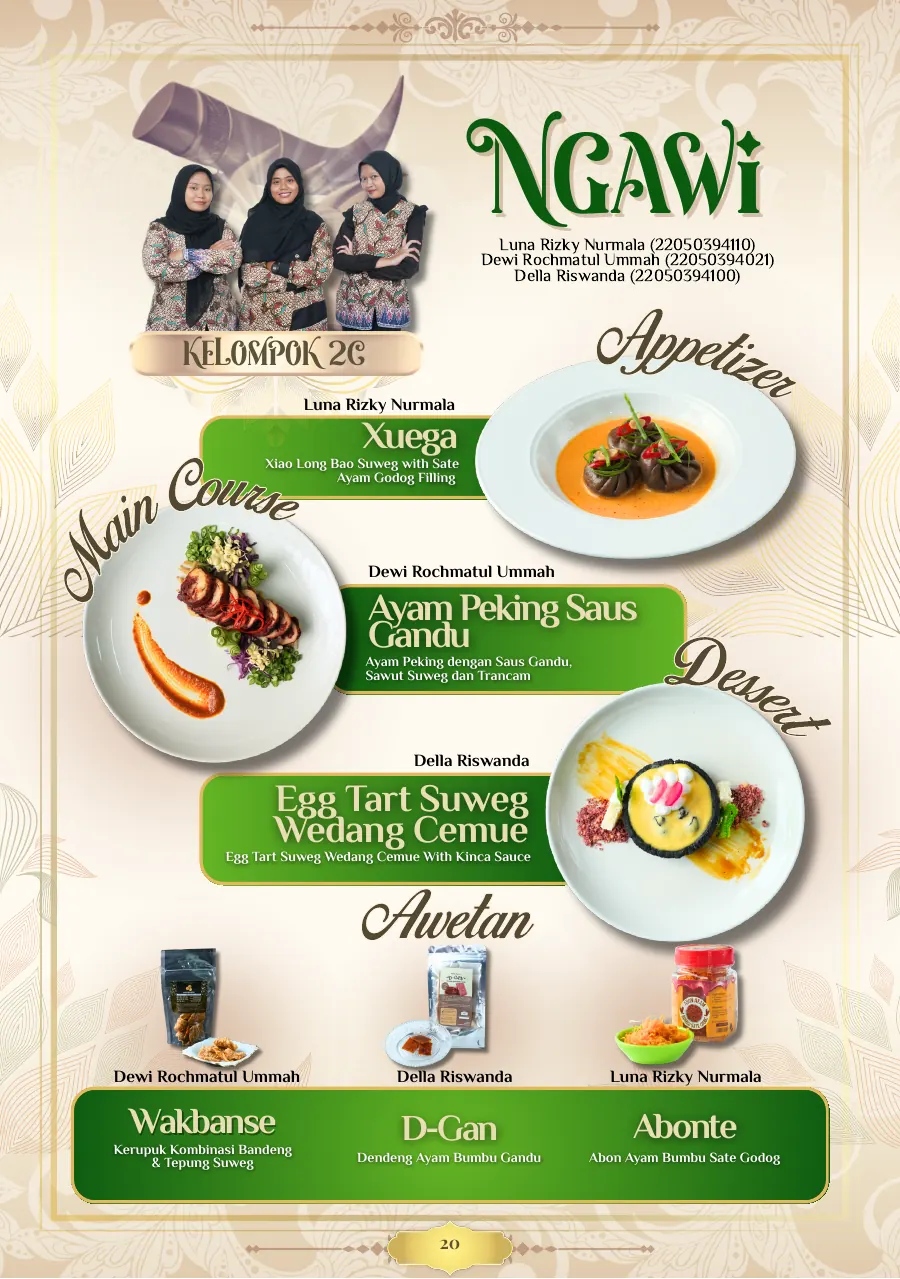 NGAWi
Luna Rizky Nurmala (22050394110)
Dewi Rochmatul Ummah (22050394021)
Della Riswanda (22050394100)
KELOMPOK 2C
Appetizer
Luna Rizky Nurmala
Xuega
Xiao Long Bao Suweg with Sate
Ayam Godog Filling
Main Course
Dewi Rochmatul Ummah
Ayam Peking Saus
Gandu
Ayam Peking dengan Saus Gandu,
Sawut Suweg dan Trancam
Dessert
Della Riswanda
Egg Tart Suweg
Wedang Cemue
Egg Tart Suweg Wedang Cemue With Kinca Sauce
Awetan
D-GAN
Dewi Rochmatul Ummah
Della Riswanda
Luna Rizky Nurmala
Wakbanse
Kerupuk Kombinasi Bandeng
& Tepung Suweg
D-Gan
Dendeng Ayam Bumbu Gandu
Abonte
Abon Ayam Bumbu Sate Godog
20